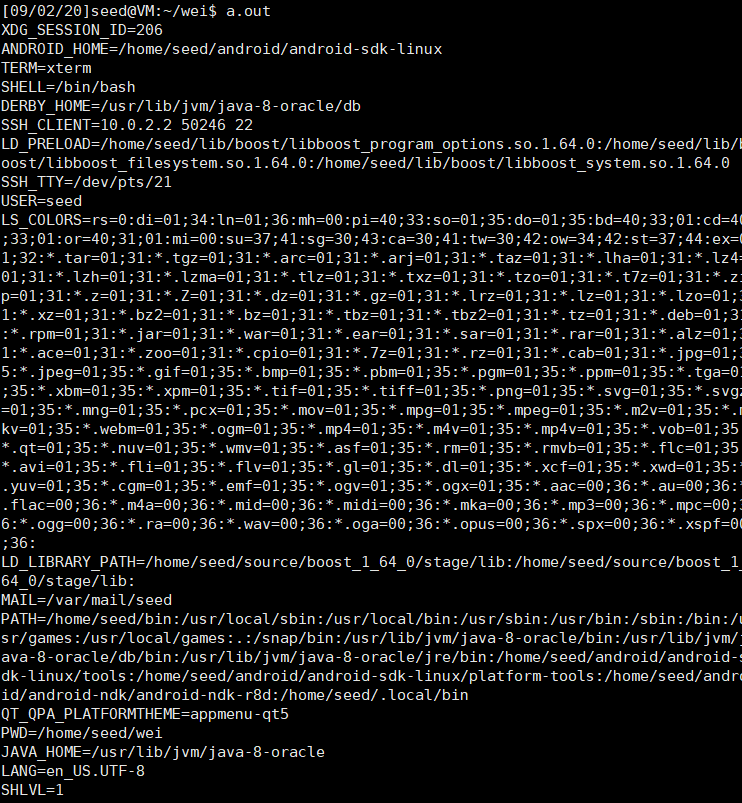 [09/02/20]seed@VM:~/wei$ a.out
XDG_SESSION_ID=206
ANDROID_HOME=/home/seed/android/android-sdk-linux
TERM=xterm
SHELL=/bin/bash
DERBY_HOME=/usr/lib/jvm/java-8-oracle/db
SSH_CLIENT=10.0.2.2 50246 22
LD_PRELOAD=/home/seed/lib/boost/libboost_program_options.so.1.64.0:/home/seed/lib/b
oost/libboost_filesystem.so.1.64.0:/home/seed/lib/boost/libboost_system.so.1.64.0
SSH_TTY=/dev/pts/21
USER=seed
LS_COLORS=rs=0:di=01;34:ln=01;36:mh=00:pi=40;33:so=01;35:do=01;35:bd=40;33;01:cd=40
;33;01:or=40;31;01:mi=00:su=37;41:sg=30;43:ca=30;41:tw=30;42:ow=34;42:st=37;44:ex=0
1;32:*.tar=01;31:*.tgz=01;31:*.arc=01;31:*.arj=01;31:*.taz=01;31:*.lha=01;31:*.lz4=
01;31:*.lzh=01;31:*.lzma=01;31:*.tlz=01;31:*.txz=01;31:*.tzo=01;31:*.t7z=01;31:*.zi
p=01;31:*.z=01;31:*.Z=01;31:*.dz=01;31:*.gz=01;31:*.lrz=01;31:*.lz=01;31:*.lzo=01;3
1:*.xz=01;31:*.bz2=01;31:*.bz=01;31:*.tbz=01;31:*.tbz2=01;31:*.tz=01;31:*.deb=01;31
:*.rpm=01;31:*.jar=01;31:*.war=01;31:*.ear=01;31:*.sar=01;31:*.rar=01;31:*.alz=01;3
1:*.ace=01;31:*.zoo=01;31:*.cpio=01;31:*.7z=01;31:*.rz=01;31:*.cab=01;31:*.jpg=01;3
5:*.jpeg=01;35:*.gif=01;35:*.bmp=01;35:*.pbm=01;35:*.pgm=01;35:*.ppm=01;35:*.tga=01
;35:*.xbm=01;35:*.xpm=01;35:*.tif=01;35:*.tiff=01;35:*.png=01;35:*.svg=01;35:*.svgz
=01;35:*.mng=01;35:*.pcx=01;35:*.mov=01;35:*.mpg=01;35:*.mpeg=01;35:*.m2v=01;35:*.m
kv=01;35:*.webm=01;35:*.ogm=01;35:*.mp4=01;35:*.m4v=01;35:*.mp4v=01;35:*.vob=01;35:
*.qt=01;35:*.nuv=01;35:*.wmv=01;35:*.asf=01;35:*.rm=01;35:*.rmvb=01;35:*.flc=01;35:
*.avi=01;35:*.fli=01;35:*.flv=01;35:*.gl=01;35:*.dl=01;35:*.xcf=01;35:*.xwd=01;35:*
.yuv=01;35:*.cgm=01;35:*.emf=01;35:*.ogv=01;35:*.ogx=01;35:*.aac=00;36:*.au=00;36:*
.flac=00;36:*.m4a=00;36:*.mid=00;36:*.midi=00;36:*.mka=00;36:*.mp3=00;36:*.mpc=00;3
6:*.ogg=00;36:*.ra=00;36:*.wav=00;36:*.oga=00;36:*.opus=00;36:*.spx=00;36:*.xspf=00
;36:
LD_LIBRARY_PATH=/home/seed/source/boost_1_64_0/stage/lib:/home/seed/source/boost_1_
64_0/stage/lib:
MAIL=/var/mail/seed
PATH=/home/seed/bin:/usr/local/sbin:/usr/local/bin:/usr/sbin:/usr/bin:/sbin:/bin:/u
sr/games:/usr/local/games:.:/snap/bin:/usr/lib/jvm/java-8-oracle/bin:/usr/lib/jvm/j
ava-8-oracle/db/bin:/usr/lib/jvm/java-8-oracle/jre/bin:/home/seed/android/android-s
dk-linux/tools:/home/seed/android/android-sdk-linux/platform-tools:/home/seed/andro
id/android-ndk/android-ndk-r8d:/home/seed/.local/bin
QT_QPA_PLATFORMTHEME=appmenu-qt5
PWD=/home/seed/wei
JAVA_HOME=/usr/lib/jvm/java-8-oracle
LANG=en_US.UTF-8
SHLVL=1